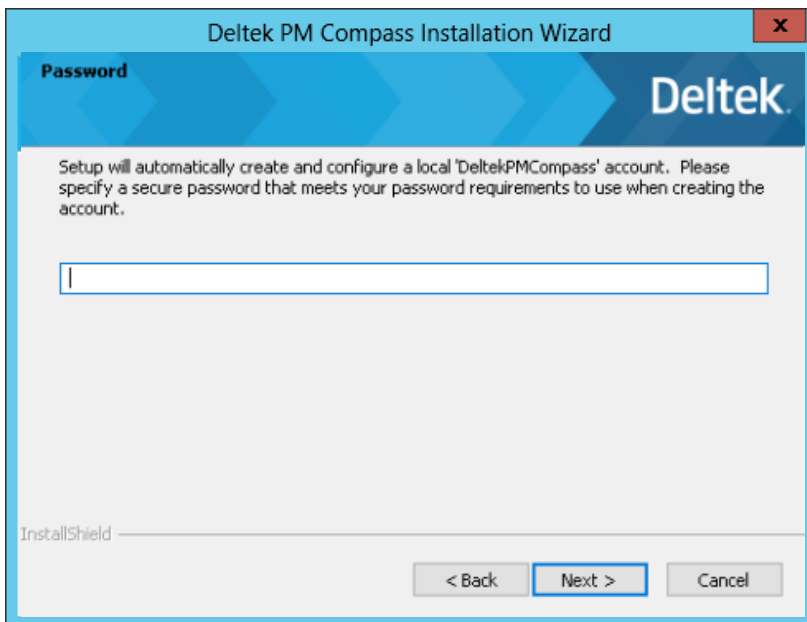 Deltek PM Compass Installation Wizard
X
Password
Deltek.
Setup will automatically create and configure a local 'DeltekPMCompass' account.  Please
specify a secure password that meets your password requirements to use when creating the
account.
InstallShield
< Back
Next >
Cancel